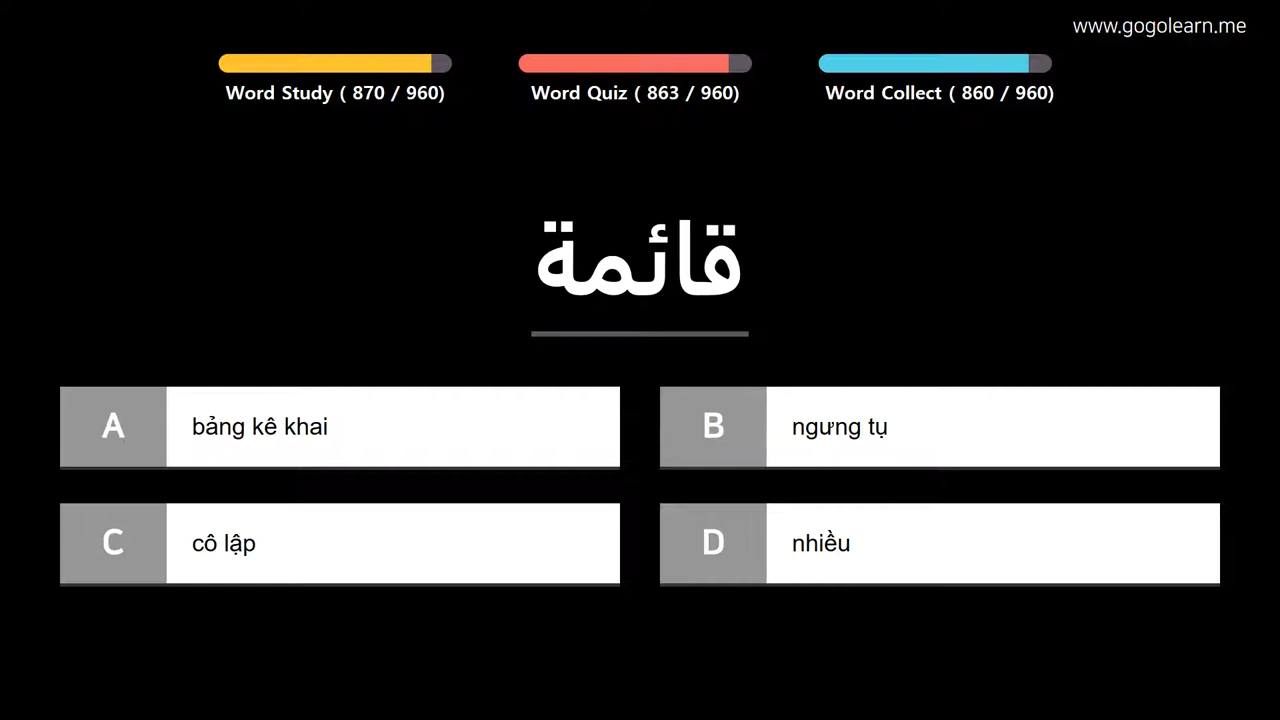 www.gogolearn.me
Word Study ( 870 / 960)
Word Quiz ( 863 / 960)
Word Collect ( 860 / 960)
قائمة
A
bảng kê khai
B
ngưng tụ
C
cô lập
D
nhiều